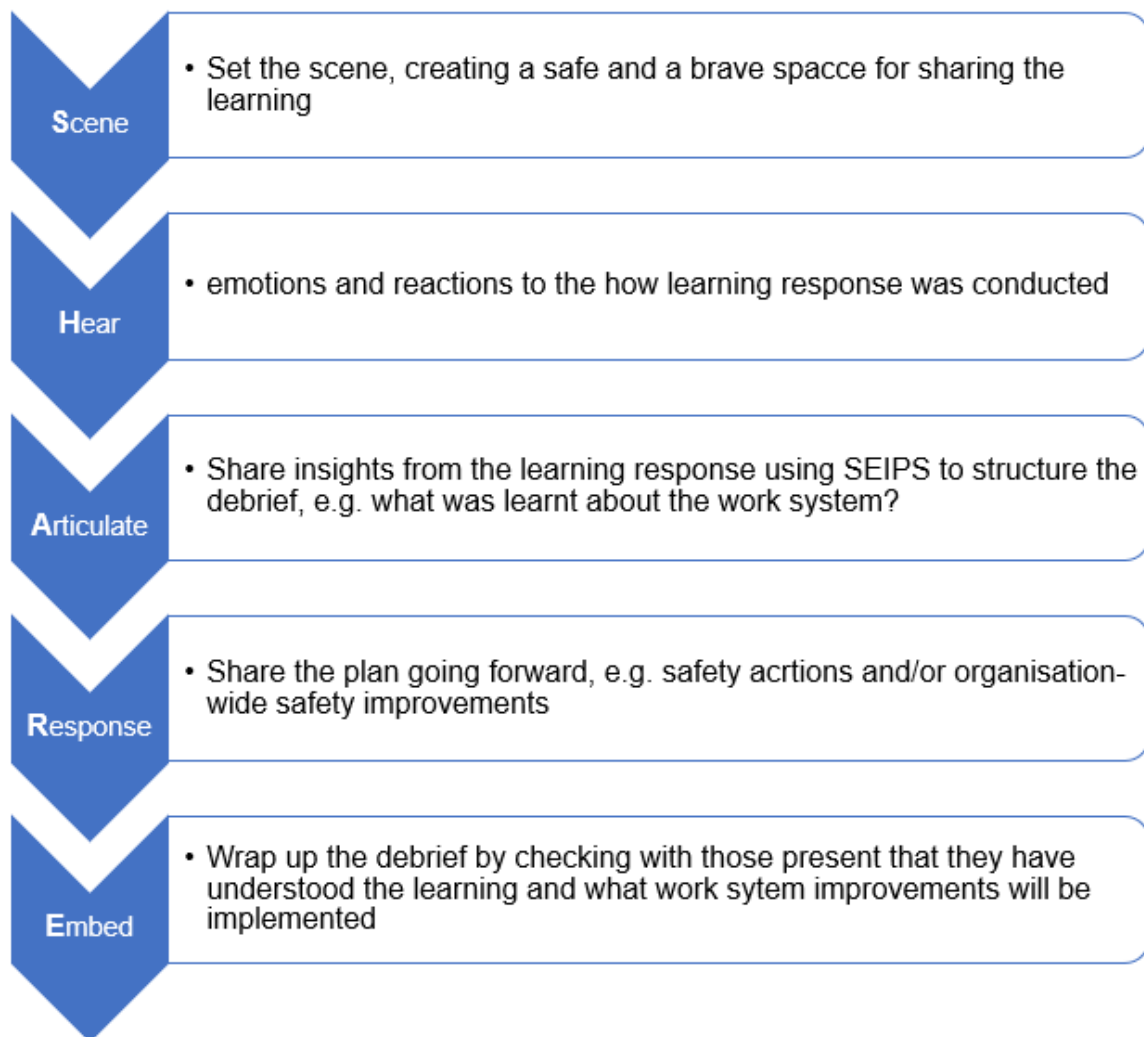 Scene
• Set the scene, creating a safe and a brave spacce for sharing the
learning
Hear
• emotions and reactions to the how learning response was conducted
Articulate
• Share insights from the learning response using SEIPS to structure the
debrief, e.g. what was learnt about the work system?
Response
• Share the plan going forward, e.g. safety acrtions and/or organisation-
wide safety improvements
Embed
• Wrap up the debrief by checking with those present that they have
understood the learning and what work sytem improvements will be
implemented